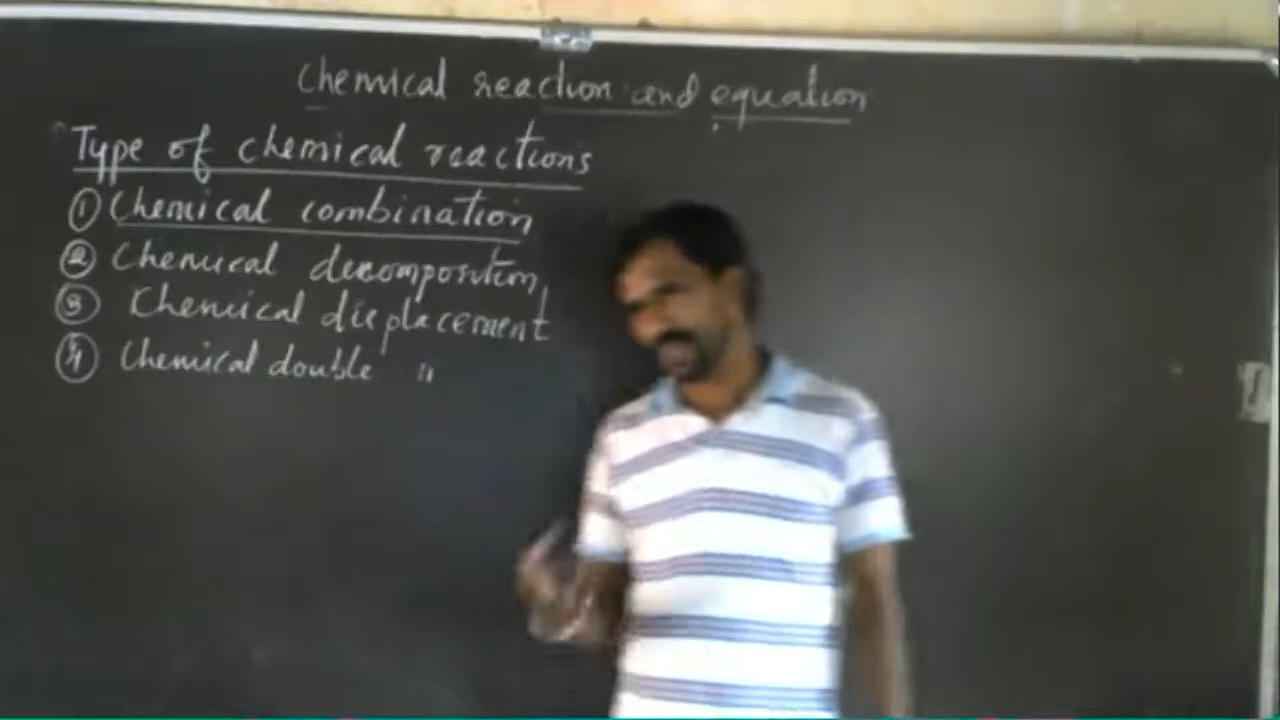 Chemical reaction and equation
Type of chemical reactions
① Chemical combination
② Chemical decomposition
③ Chemical displacement
④ Chemical double "